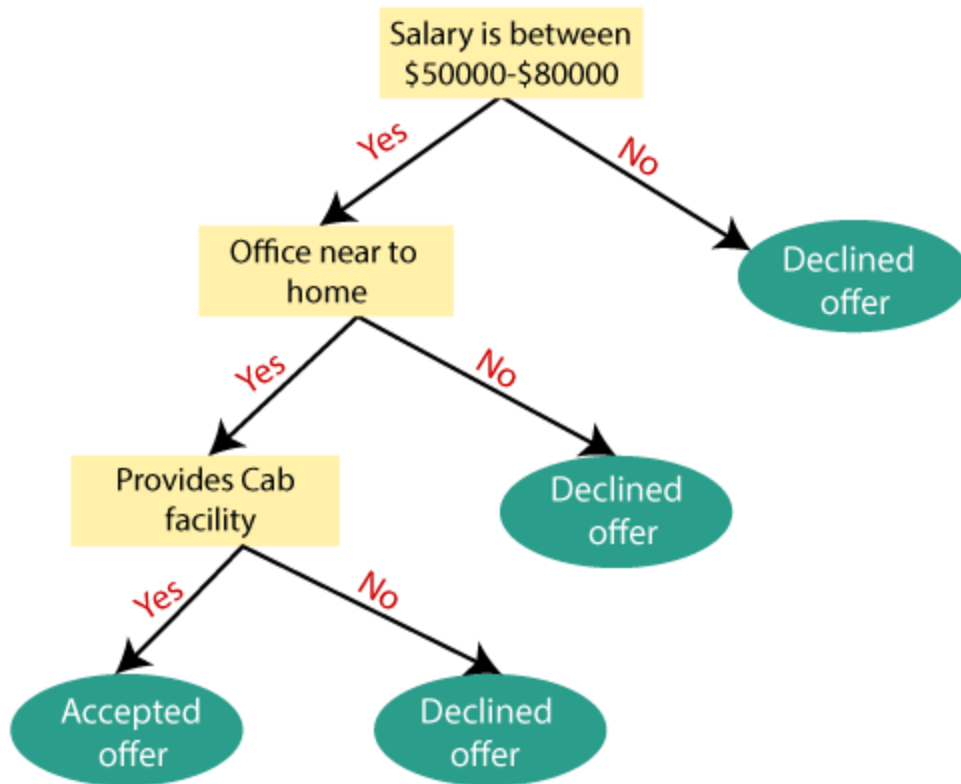 Salary is between
$50000-$80000
Yes
No
Office near to
home
Declined
offer
Yes
No
Provides Cab
facility
Declined
offer
Yes
No
Accepted
offer
Declined
offer